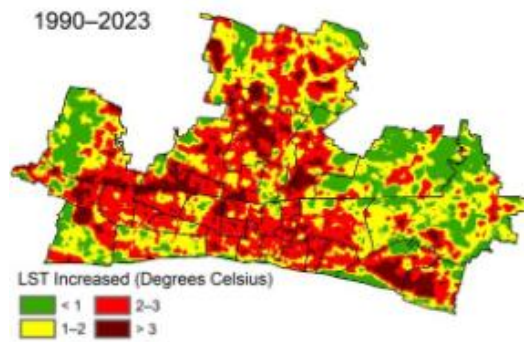 1990–2023
LST Increased (Degrees Celsius)
< 1 2–3
1–2 > 3